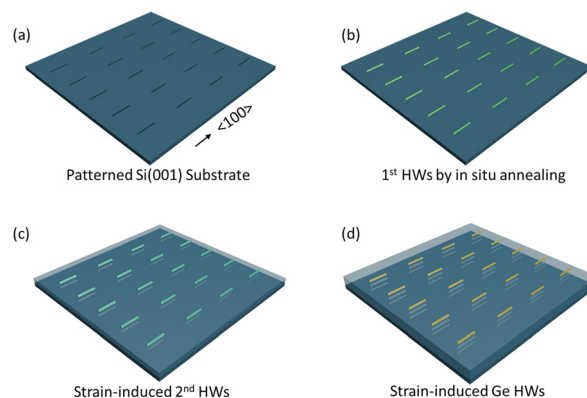 (a)
(b)
<100>
Patterned Si(001) Substrate
1st HWs by in situ annealing
(c)
(d)
Strain-induced 2nd HWs
Strain-induced Ge HWs